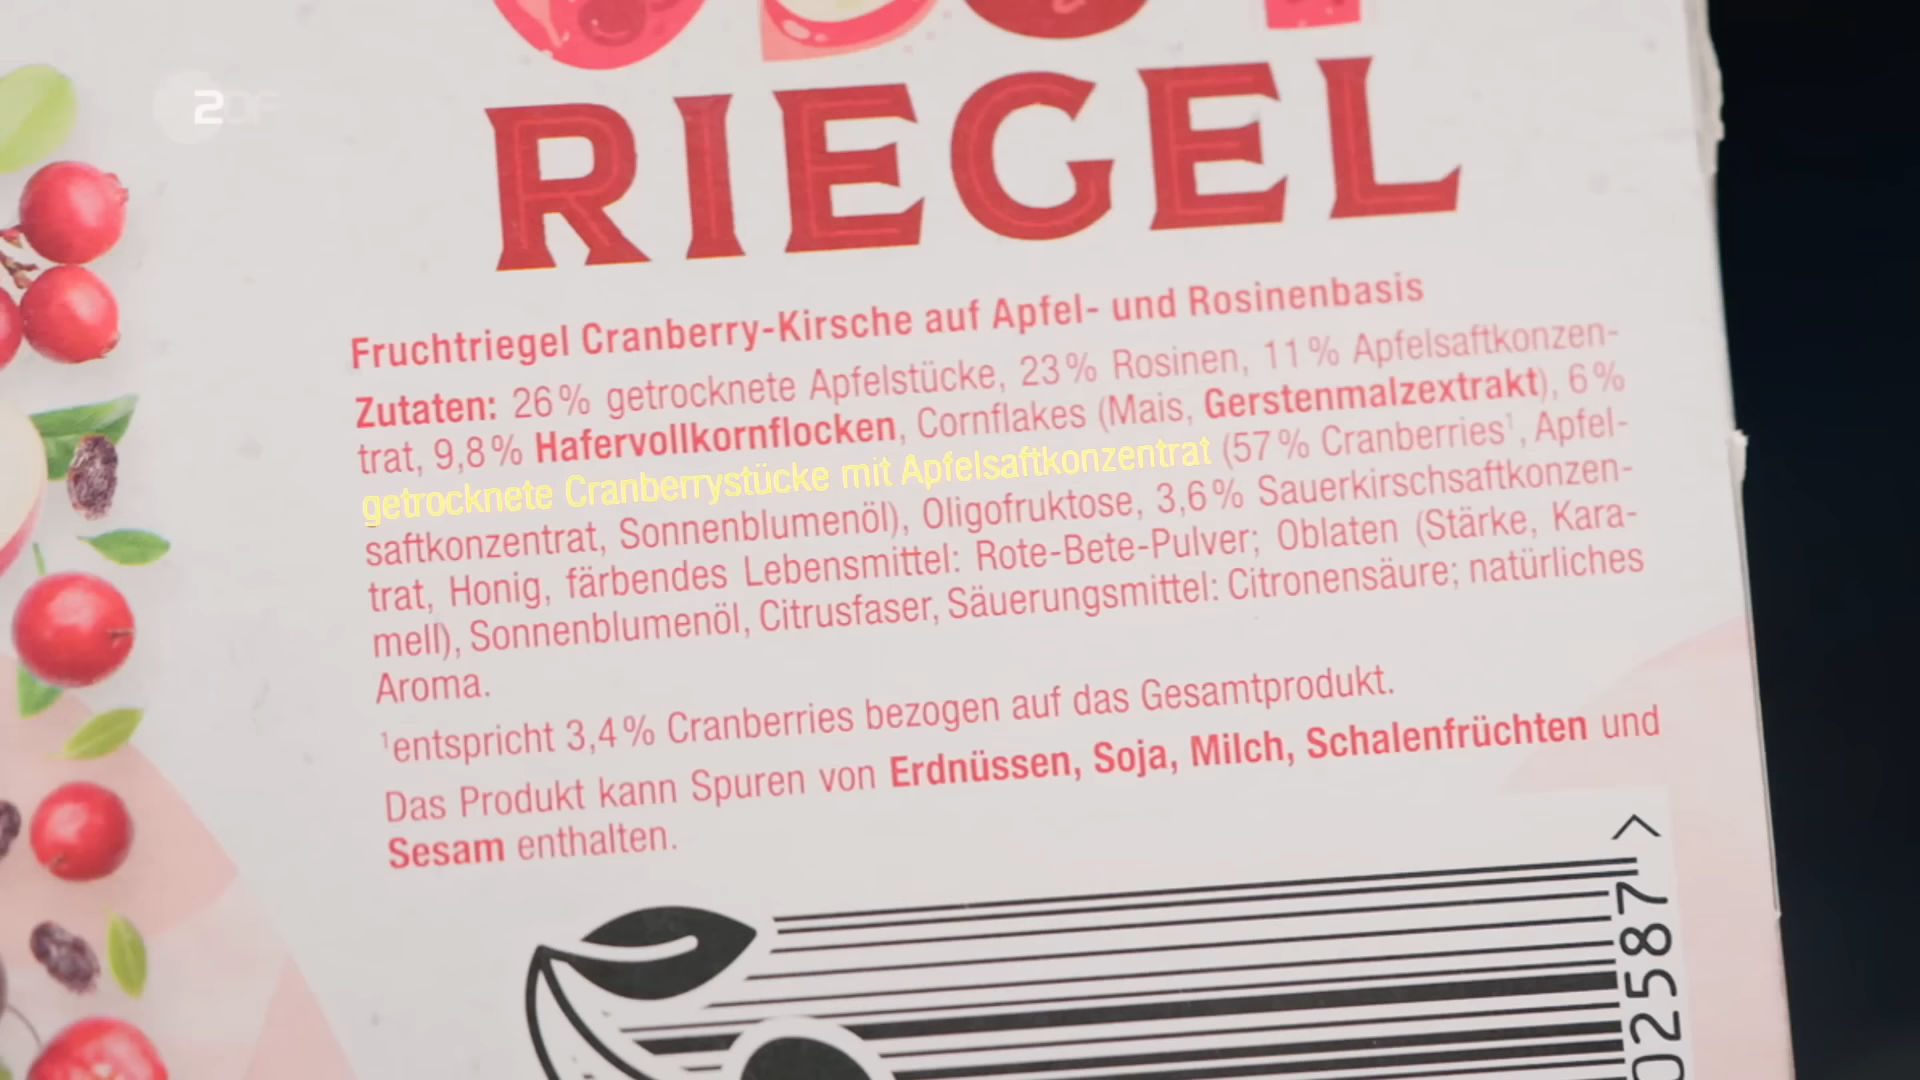 ZDF
RIEGEL
Fruchtriegel Cranberry-Kirsche auf Apfel- und Rosinenbasis
Zutaten: 26% getrocknete Apfelstücke, 23% Rosinen, 11% Apfelsaftkonzen-
trat, 9,8% Hafervollkornflocken, Cornflakes (Mais, Gerstenmalzextrakt), 6%
getrocknete Cranberrystücke mit Apfelsaftkonzentrat (57% Cranberries¹, Apfel-
saftkonzentrat, Sonnenblumenöl), Oligofruktose, 3,6% Sauerkirschsaftkonzen-
trat, Honig, färbendes Lebensmittel: Rote-Bete-Pulver; Oblaten (Stärke, Kara-
mell), Sonnenblumenöl, Citrusfaser, Säuerungsmittel: Citronensäure; natürliches
Aroma.
¹entspricht 3,4% Cranberries bezogen auf das Gesamtprodukt.
Das Produkt kann Spuren von Erdnüssen, Soja, Milch, Schalenfrüchten und
Sesam enthalten.
02587 >